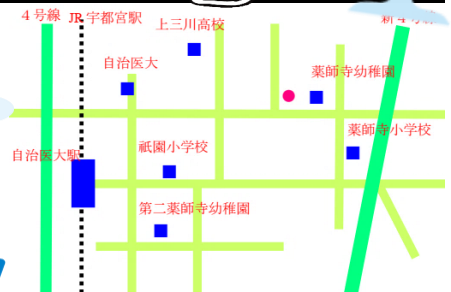 4号線
JR 宇都宮駅
上三川高校
新4号線
自治医大
薬師寺幼稚園
薬師寺小学校
祇園小学校
自治医大駅
第二薬師寺幼稚園